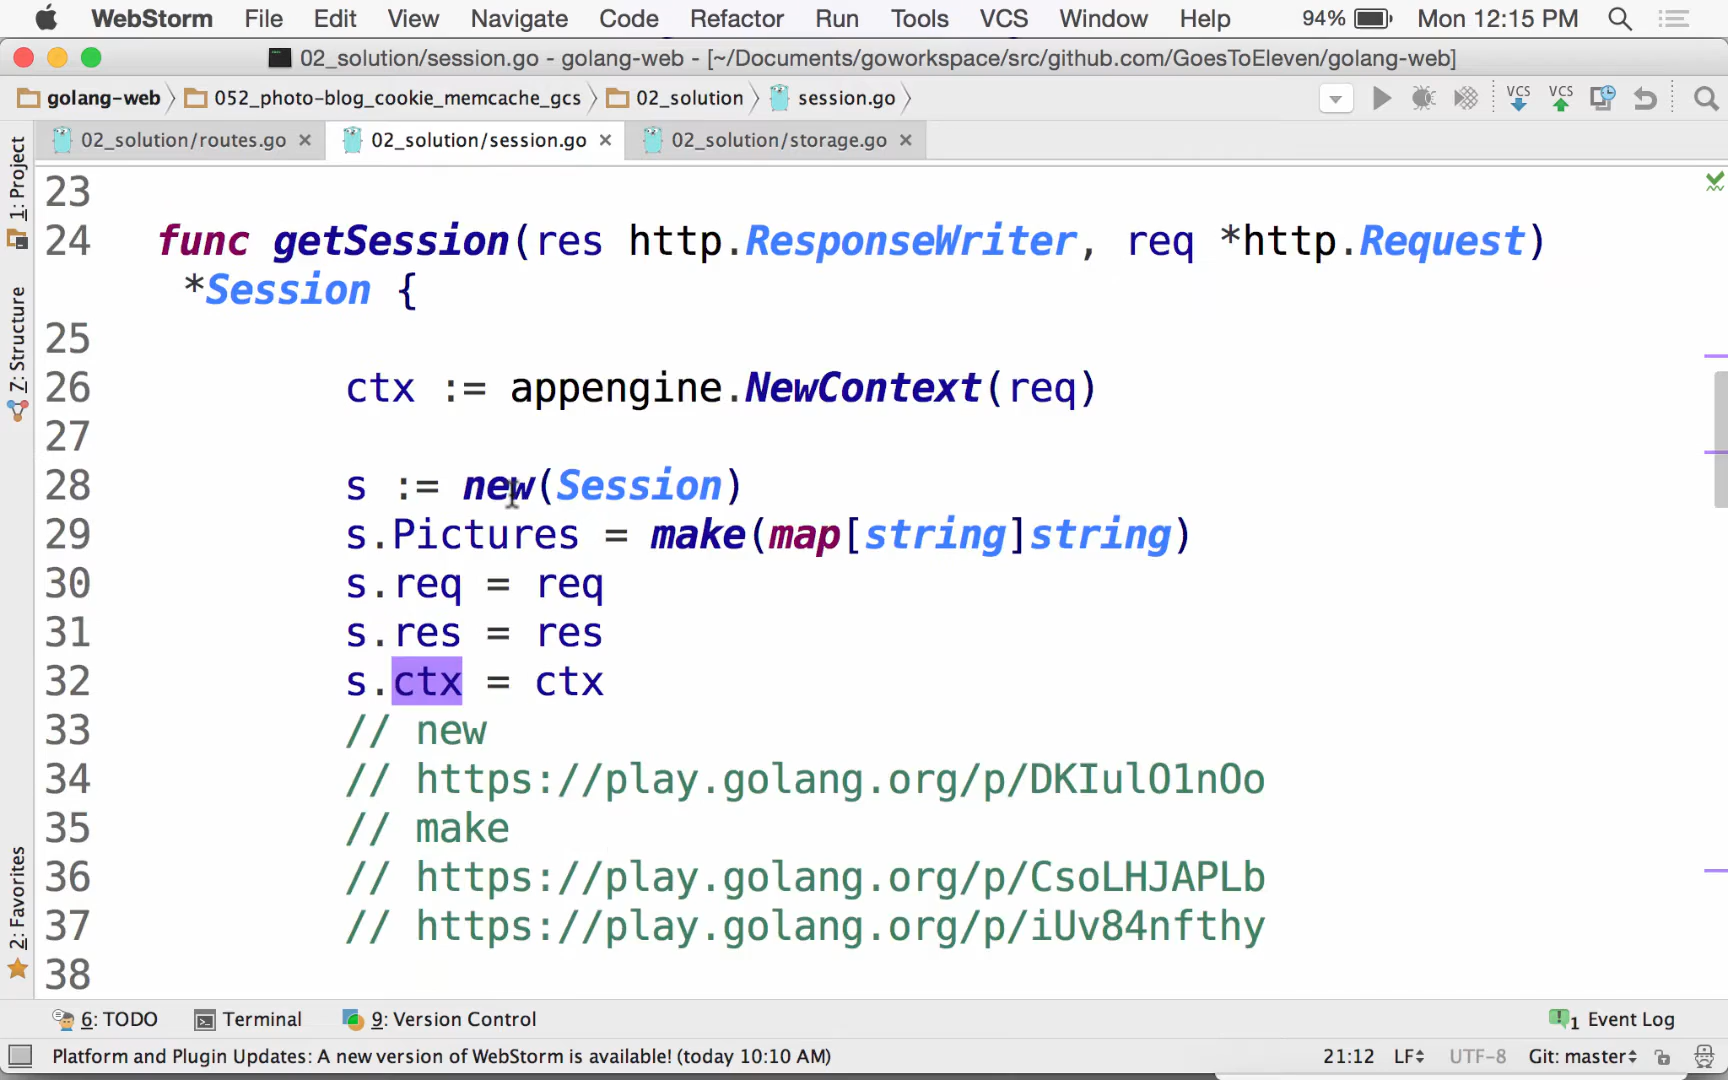 WebStorm File Edit View Navigate Code Refactor Run Tools VCS Window Help 94% Mon 12:15 PM
02_solution/session.go - golang-web - [~/Documents/goworkspace/src/github.com/GoesToEleven/golang-web]
golang-web 052_photo-blog_cookie_memcache_gcs 02_solution session.go VCS VCS
02_solution/routes.go 02_solution/session.go 02_solution/storage.go
1: Project
7: Structure
2: Favorites
23
24 func getSession(res http.ResponseWriter, req *http.Request)
*Session {
25
26 ctx := appengine.NewContext(req)
27
28 s := new(Session)
29 s.Pictures = make(map[string]string)
30 s.req = req
31 s.res = res
32 s.ctx = ctx
33 // new
34 // https://play.golang.org/p/DKIulO1nOo
35 // make
36 // https://play.golang.org/p/CsoLHJAPLb
37 // https://play.golang.org/p/iUv84nfthy
38
6: TODO Terminal 9: Version Control 1 Event Log
Platform and Plugin Updates: A new version of WebStorm is available! (today 10:10 AM) 21:12 LF UTF-8 Git: master